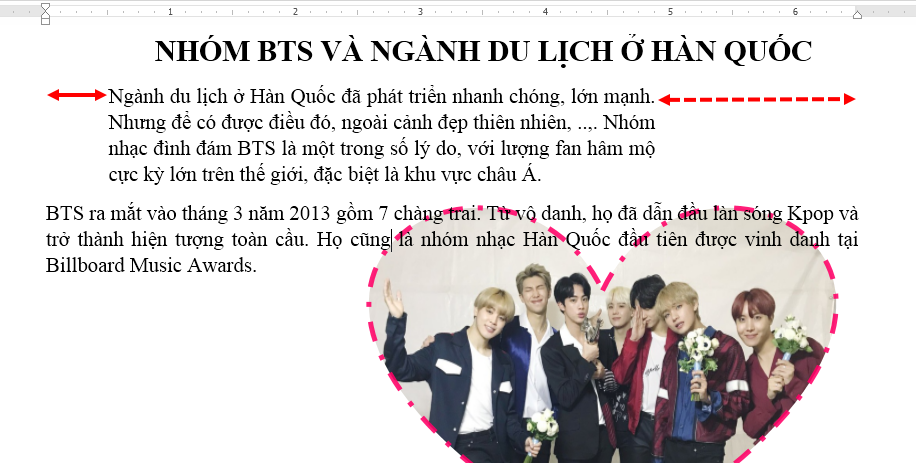 1 2 3 4 5 6
NHÓM BTS VÀ NGÀNH DU LỊCH Ở HÀN QUỐC
Ngành du lịch ở Hàn Quốc đã phát triển nhanh chóng, lớn mạnh.
Nhưng để có được điều đó, ngoài cảnh đẹp thiên nhiên, ..,. Nhóm
nhạc đình đám BTS là một trong số lý do, với lượng fan hâm mộ
cực kỳ lớn trên thế giới, đặc biệt là khu vực châu Á.
BTS ra mắt vào tháng 3 năm 2013 gồm 7 chàng trai. Từ vô danh, họ đã dẫn đầu làn sóng Kpop và
trở thành hiện tượng toàn cầu. Họ cũng là nhóm nhạc Hàn Quốc đầu tiên được vinh danh tại
Billboard Music Awards.